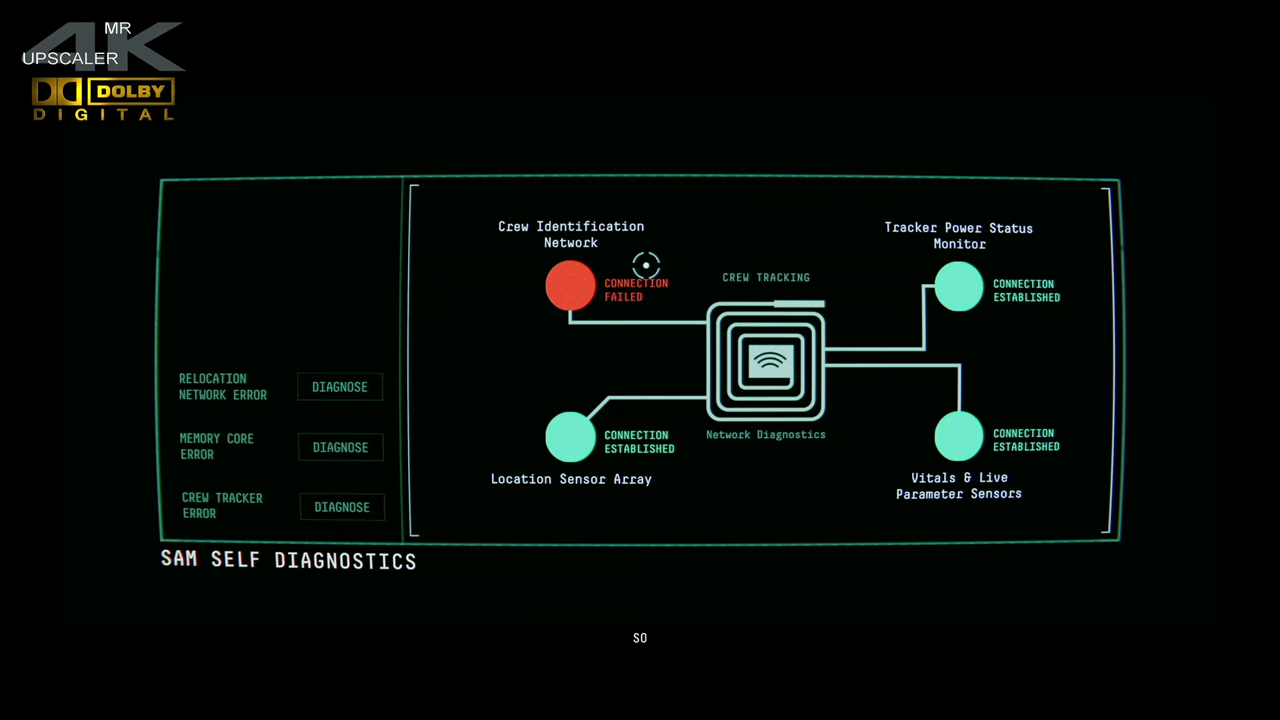 4K
MR
UPSCALER
DOLBY
DIGITAL
Crew Identification
Network
CONNECTION
FAILED
CREW TRACKING
Tracker Power Status
Monitor
CONNECTION
ESTABLISHED
RELOCATION
NETWORK ERROR
DIAGNOSE
MEMORY CORE
ERROR
DIAGNOSE
CREW TRACKER
ERROR
DIAGNOSE
CONNECTION
ESTABLISHED
Location Sensor Array
Network Diagnostics
CONNECTION
ESTABLISHED
Vitals & Live
Parameter Sensors
SAM SELF DIAGNOSTICS
SO